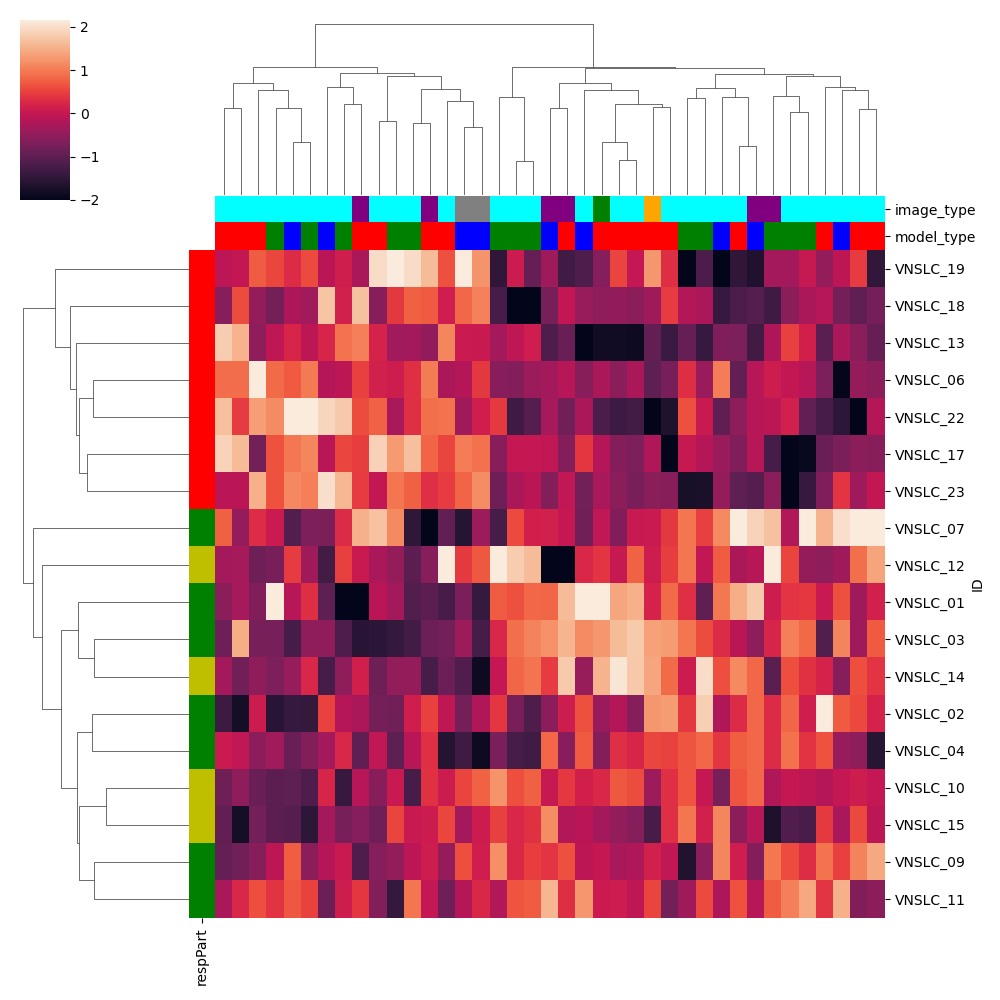 2
1
0
−1
−2
image_type
model_type
VNSLC_19
VNSLC_18
VNSLC_13
VNSLC_06
VNSLC_22
VNSLC_17
VNSLC_23
VNSLC_07
VNSLC_12
VNSLC_01
VNSLC_03
VNSLC_14
VNSLC_02
VNSLC_04
VNSLC_10
VNSLC_15
VNSLC_09
VNSLC_11
ID
respPart